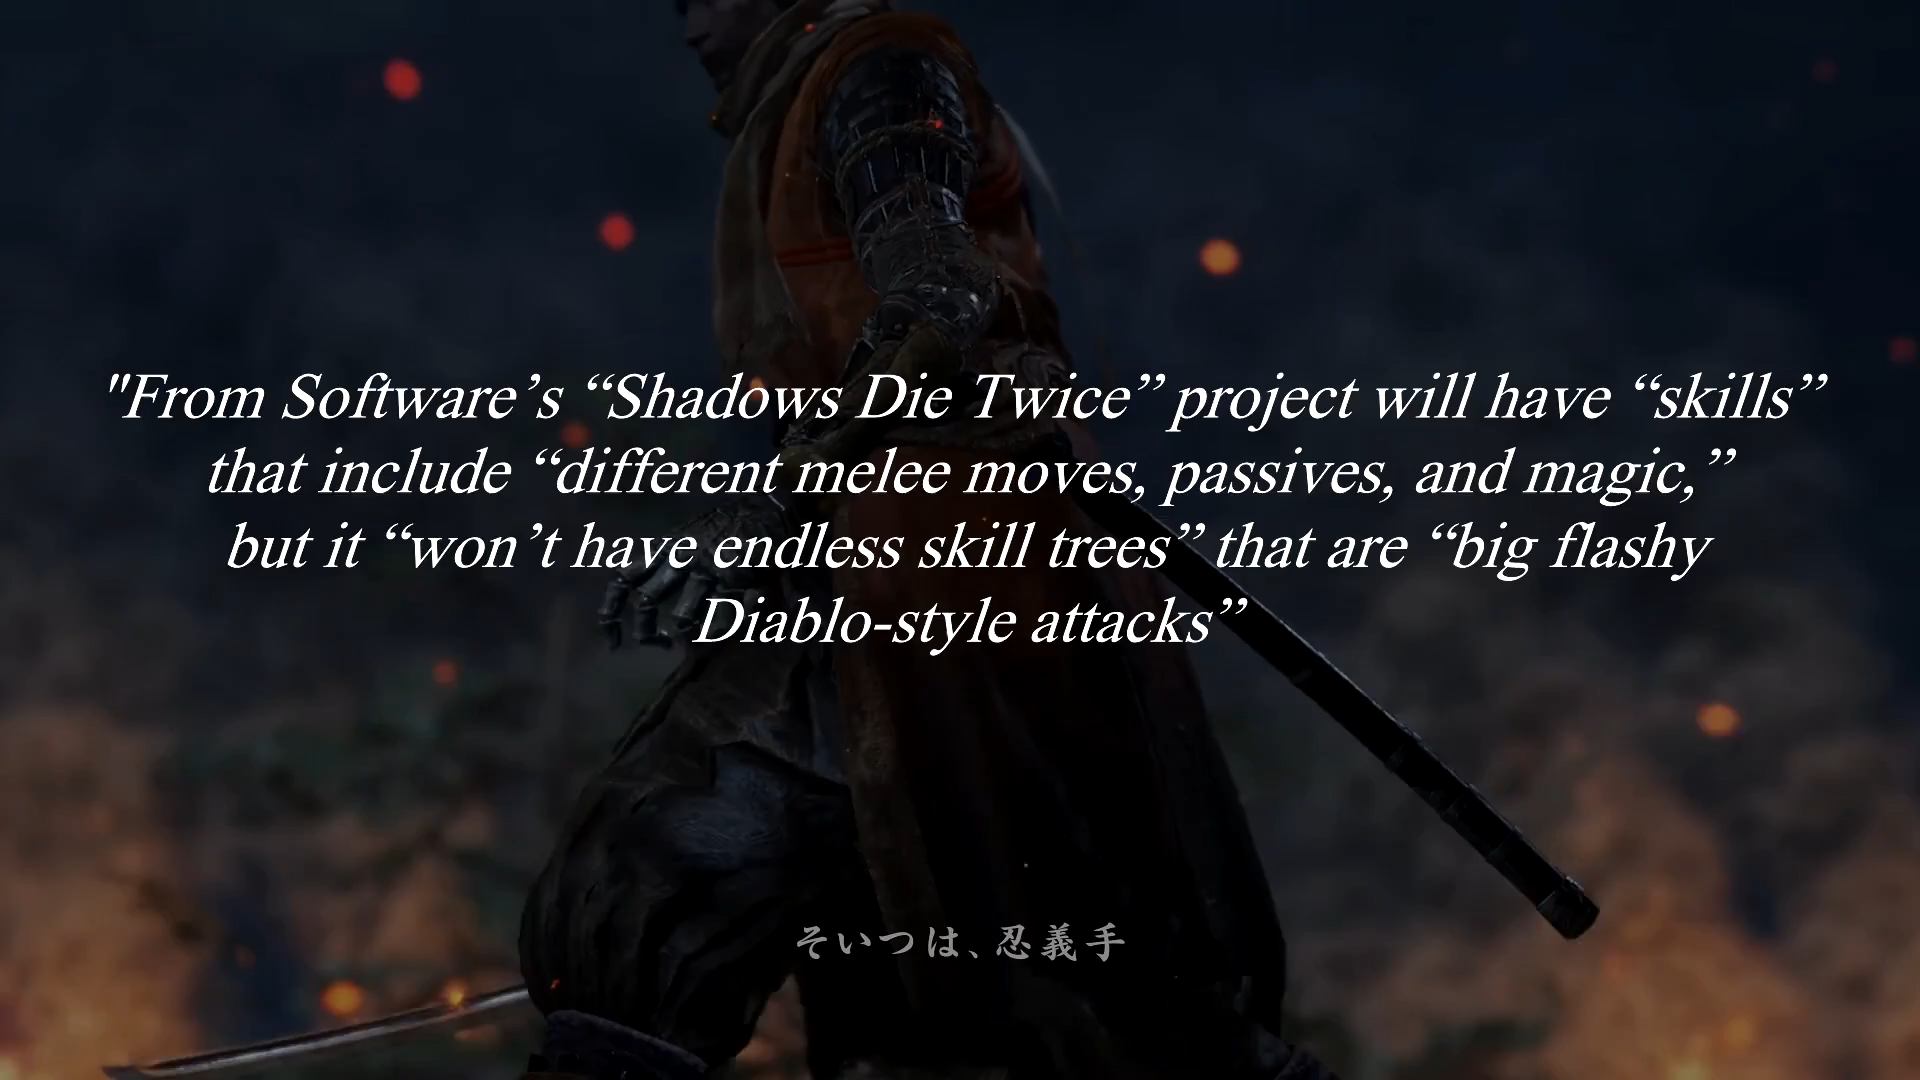 "From Software’s “Shadows Die Twice” project will have “skills”
that include “different melee moves, passives, and magic,”
but it “won’t have endless skill trees” that are “big flashy
Diablo-style attacks”
そいつは、忍義手